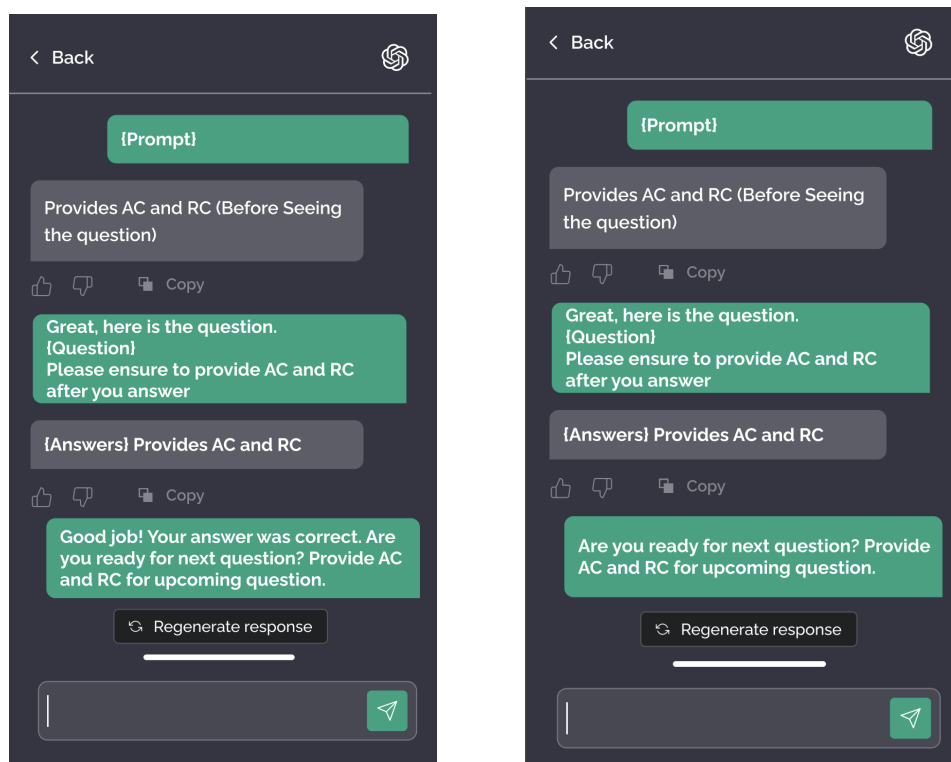 Back
{Prompt}
Provides AC and RC (Before Seeing
the question)
Copy
Great, here is the question.
{Question}
Please ensure to provide AC and RC
after you answer
{Answers} Provides AC and RC
Copy
Good job! Your answer was correct. Are
you ready for next question? Provide AC
and RC for upcoming question.
Regenerate response
Back
{Prompt}
Provides AC and RC (Before Seeing
the question)
Copy
Great, here is the question.
{Question}
Please ensure to provide AC and RC
after you answer
{Answers} Provides AC and RC
Copy
Are you ready for next question? Provide
AC and RC for upcoming question.
Regenerate response